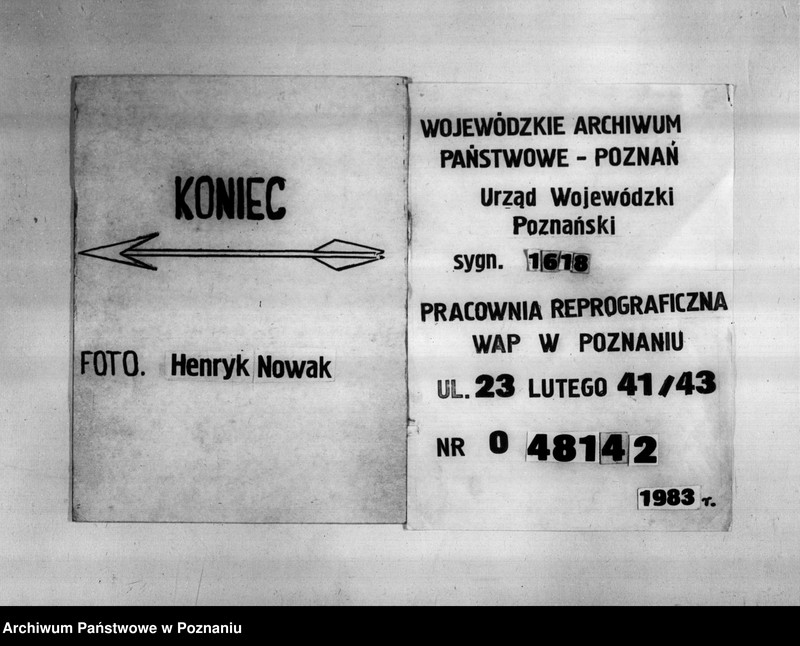 KONIEC
FOTO. Henryk Nowak
WOJEWÓDZKIE ARCHIWUM
PAŃSTWOWE - POZNAŃ
Urząd Wojewódzki
Poznański
sygn. 1618
PRACOWNIA REPROGRAFICZNA
WAP W POZNANIU
UL. 23 LUTEGO 41/43
NR 0 48142
1983 r.
Archiwum Państwowe w Poznaniu